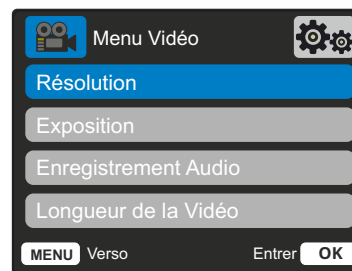 Menu Vidéo
Résolution
Exposition
Enregistrement Audio
Longueur de la Vidéo
MENU Verso Entrer OK